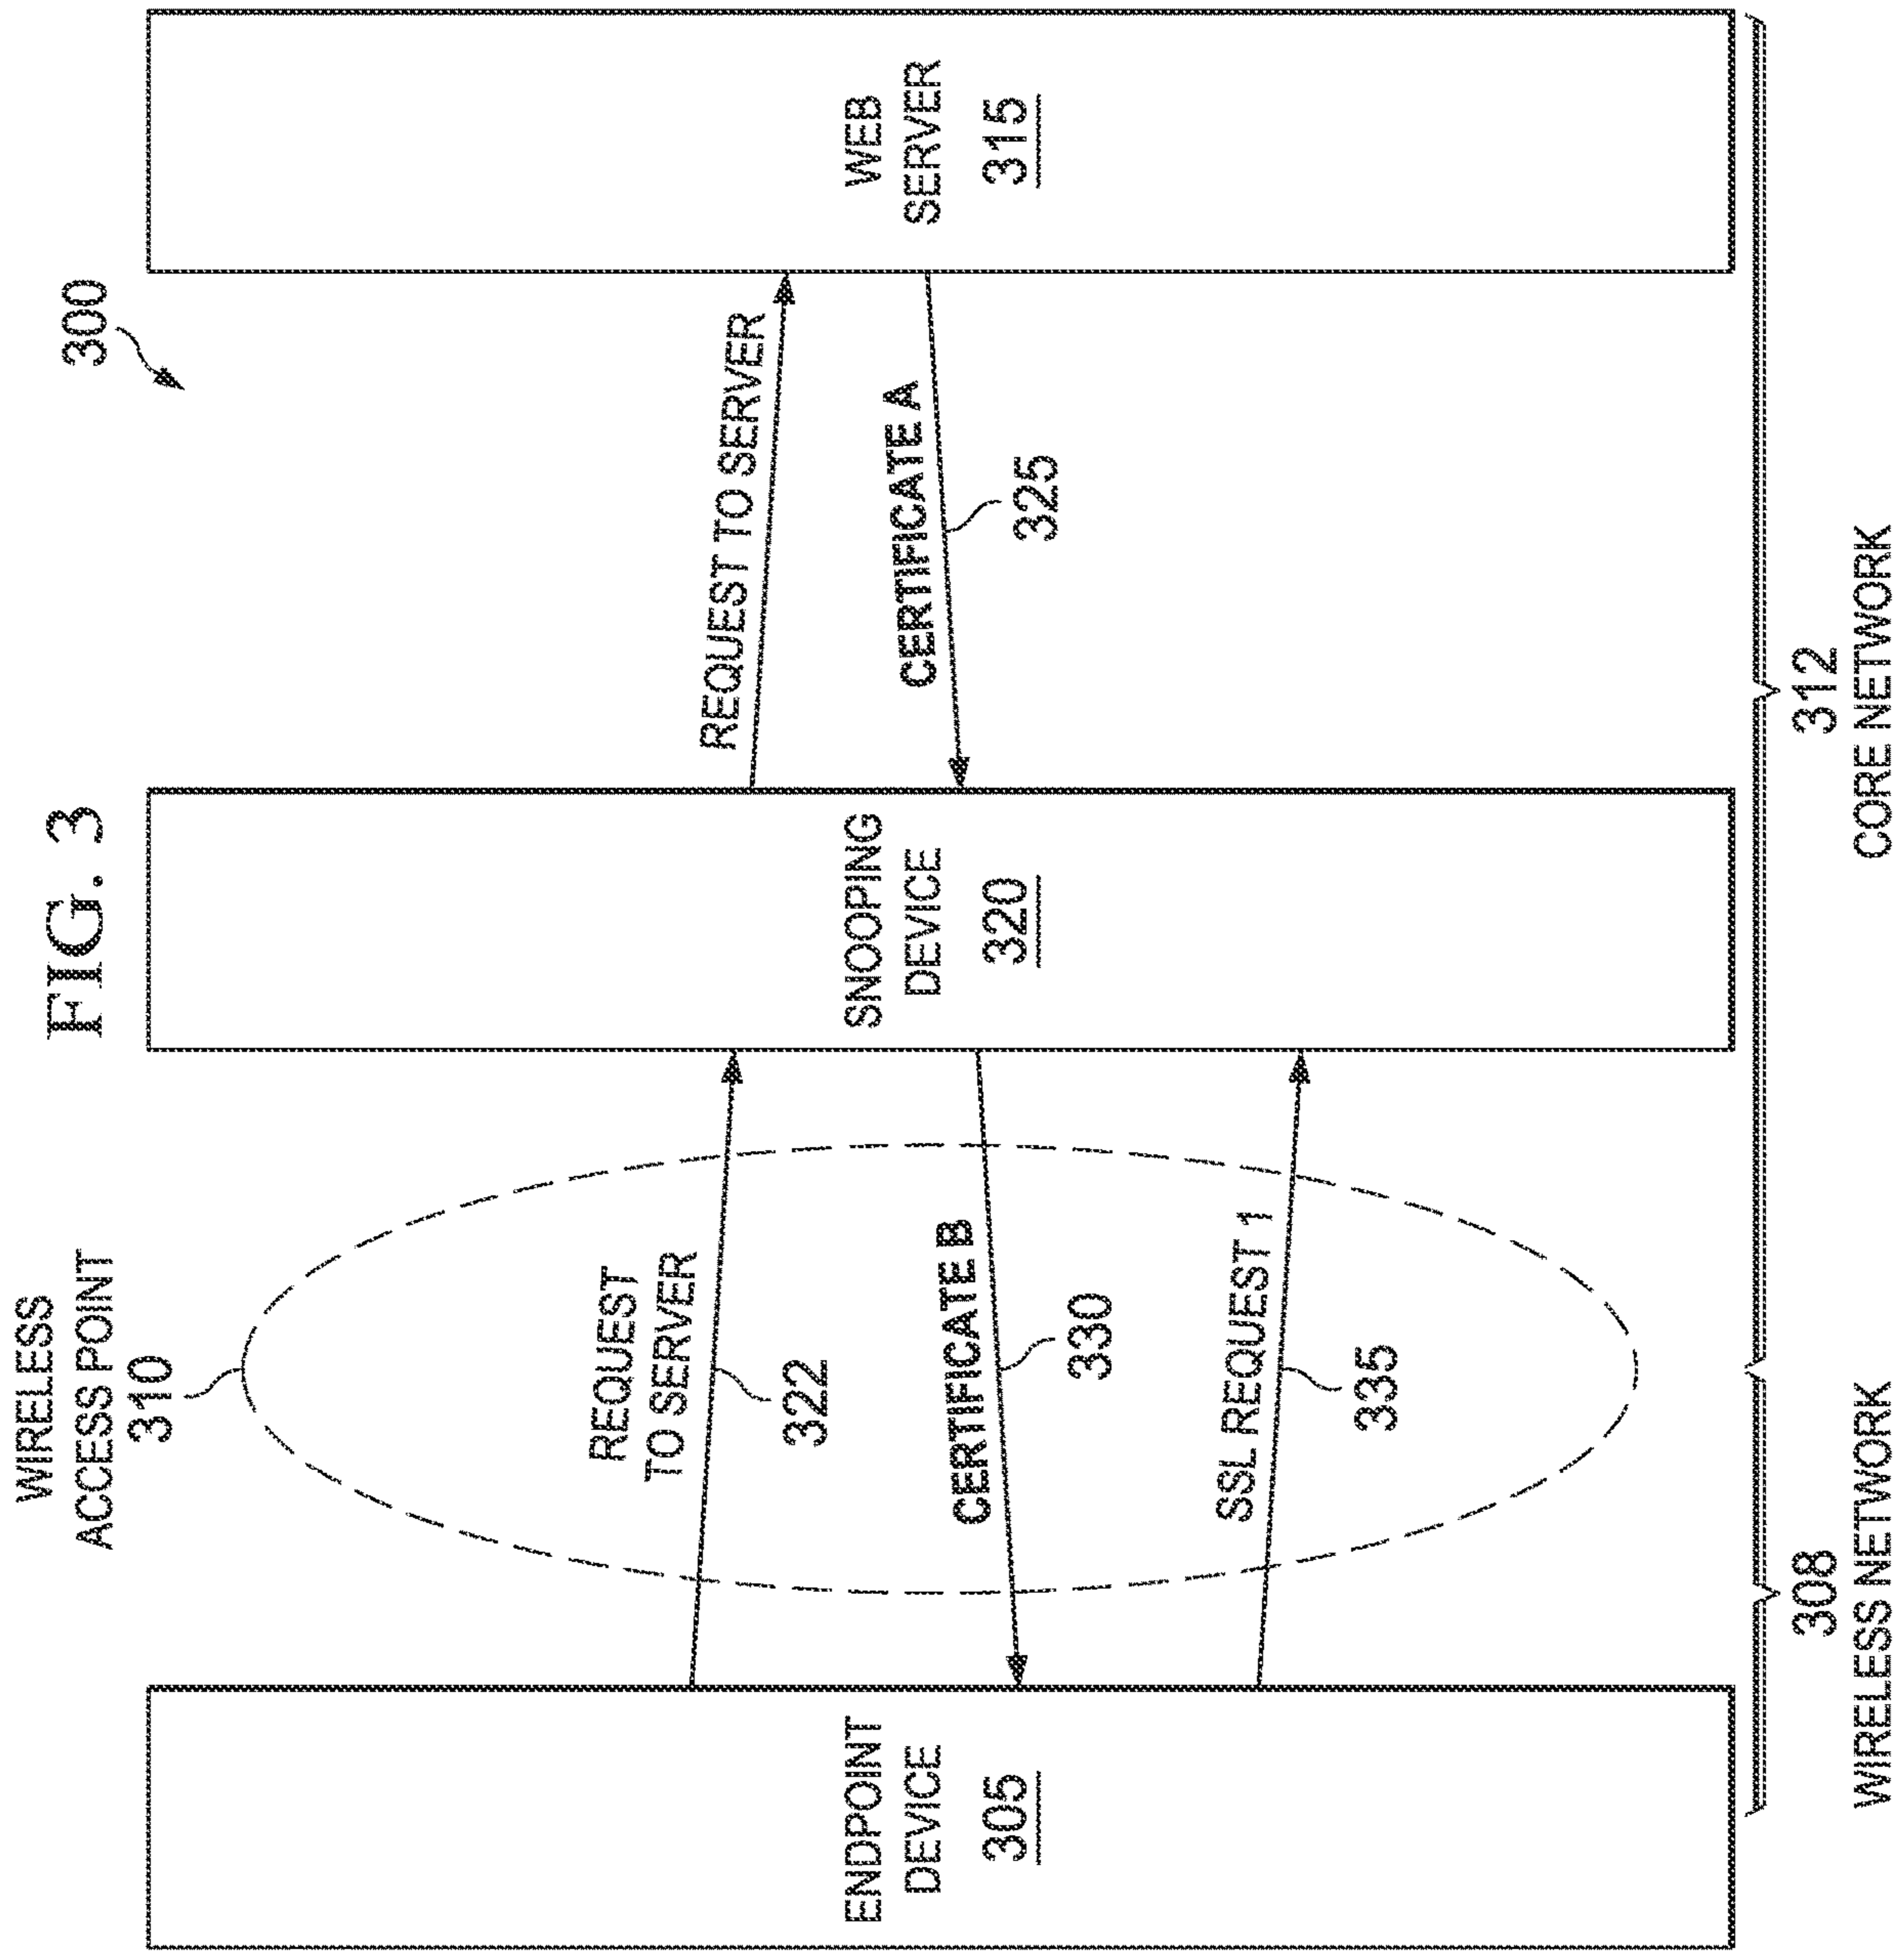 FIG. 3
300
WIRELESS
ACCESS POINT
310
ENDPOINT
DEVICE
305
SNOOPING
DEVICE
320
WEB
SERVER
315
REQUEST
TO SERVER
322
REQUEST TO SERVER
CERTIFICATE A
325
CERTIFICATE B
330
SSL REQUEST 1
335
308
WIRELESS NETWORK
312
CORE NETWORK